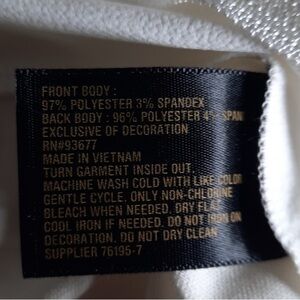 FRONT BODY :
97% POLYESTER 3% SPANDEX
BACK BODY : 96% POLYESTER 4% SPAN
EXCLUSIVE OF DECORATION
RN#93677
MADE IN VIETNAM
TURN GARMENT INSIDE OUT,
MACHINE WASH COLD WITH LIKE COLOR
GENTLE CYCLE, ONLY NON-CHLORINE
BLEACH WHEN NEEDED, DRY FLAT,
COOL IRON IF NEEDED, DO NOT IRON ON
DECORATION, DO NOT DRY CLEAN
SUPPLIER 76195-7